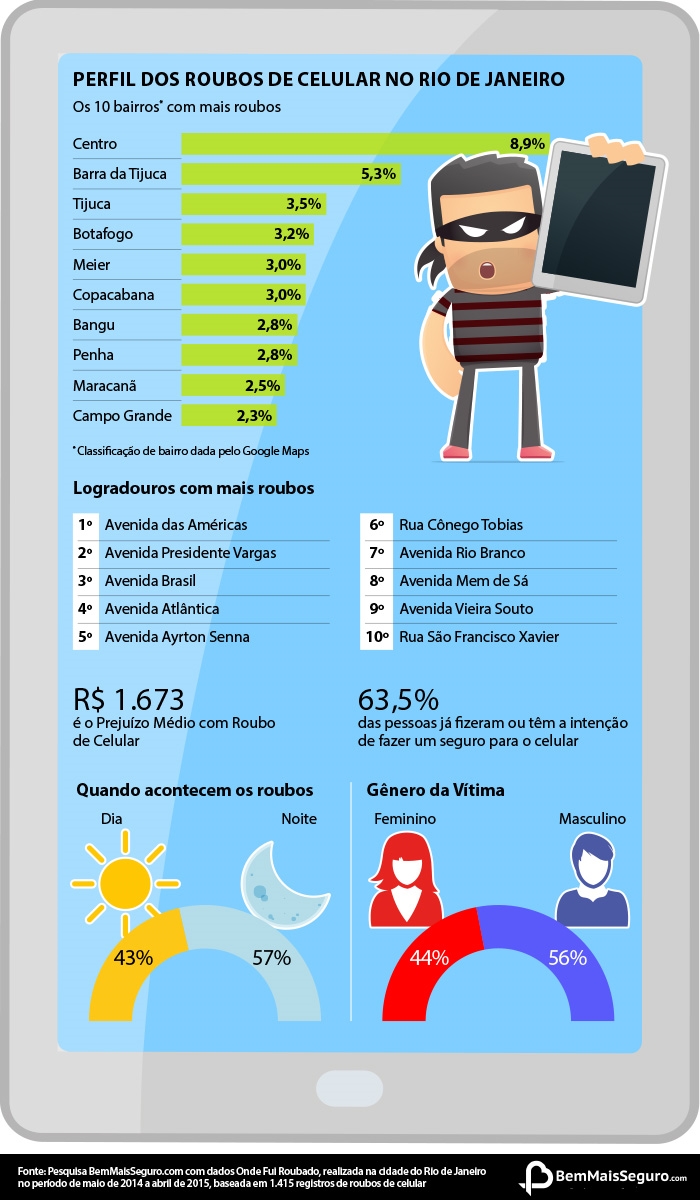 PERFIL DOS ROUBOS DE CELULAR NO RIO DE JANEIRO
Os 10 bairros* com mais roubos
Centro 8,9%
Barra da Tijuca 5,3%
Tijuca 3,5%
Botafogo 3,2%
Meier 3,0%
Copacabana 3,0%
Bangu 2,8%
Penha 2,8%
Maracanã 2,5%
Campo Grande 2,3%
*Classificação de bairro dada pelo Google Maps
Logradouros com mais roubos
1º Avenida das Américas
2º Avenida Presidente Vargas
3º Avenida Brasil
4º Avenida Atlântica
5º Avenida Ayrton Senna
6º Rua Cônego Tobias
7º Avenida Rio Branco
8º Avenida Mem de Sá
9º Avenida Vieira Souto
10º Rua São Francisco Xavier
R$ 1.673
é o Prejuízo Médio com Roubo
de Celular
63,5%
das pessoas já fizeram ou têm a intenção
de fazer um seguro para o celular
Quando acontecem os roubos
Dia Noite
43% 57%
Gênero da Vítima
Feminino Masculino
44% 56%
Fonte: Pesquisa BemMaisSeguro.com com dados Onde Fui Roubado, realizada na cidade do Rio de Janeiro
no período de maio de 2014 a abril de 2015, baseada em 1.415 registros de roubos de celular
BemMaisSeguro.com